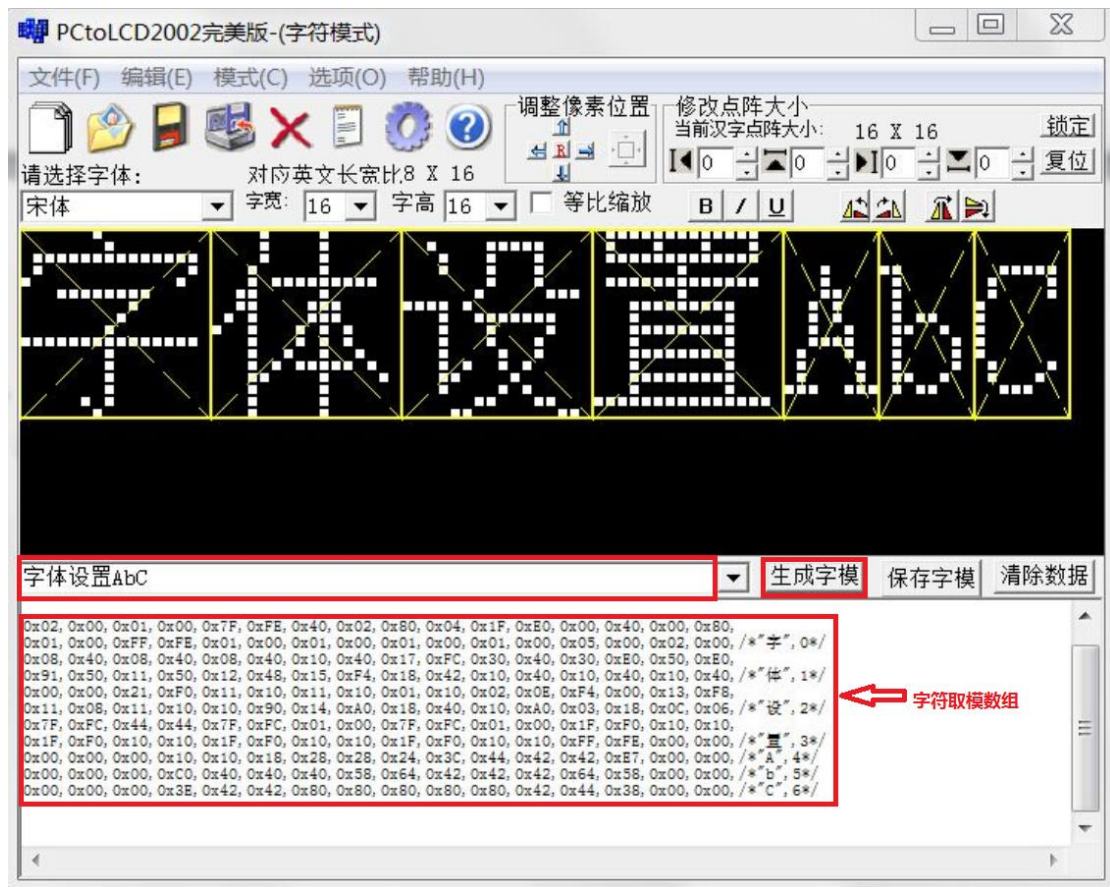 PCtoLCD2002完美版-(字符模式)
文件(F) 编辑(E) 模式(C) 选项(O) 帮助(H)
调整像素位置 修改点阵大小
当前汉字点阵大小: 16 X 16 锁定
R 0 0 0 0 复位
请选择字体: 对应英文长宽比8 X 16
宋体 字宽: 16 字高 16 等比缩放 B / U
字体设置AbC
字体设置AbC 生成字模 保存字模 清除数据
0x02, 0x00, 0x01, 0x00, 0x7F, 0xFE, 0x40, 0x02, 0x80, 0x04, 0x1F, 0xE0, 0x00, 0x40, 0x00, 0x80,
0x01, 0x00, 0xFF, 0xFE, 0x01, 0x00, 0x01, 0x00, 0x01, 0x00, 0x01, 0x00, 0x05, 0x00, 0x02, 0x00, /*"字", 0*/
0x08, 0x40, 0x08, 0x40, 0x08, 0x40, 0x10, 0x40, 0x17, 0xFC, 0x30, 0x40, 0x30, 0xE0, 0x50, 0xE0,
0x91, 0x50, 0x11, 0x50, 0x12, 0x48, 0x15, 0xF4, 0x18, 0x42, 0x10, 0x40, 0x10, 0x40, 0x10, 0x40, /*"体", 1*/
0x00, 0x00, 0x21, 0xF0, 0x11, 0x10, 0x11, 0x10, 0x01, 0x10, 0x02, 0x0E, 0xF4, 0x00, 0x13, 0xF8,
0x11, 0x08, 0x11, 0x10, 0x10, 0x90, 0x14, 0xA0, 0x18, 0x40, 0x10, 0xA0, 0x03, 0x18, 0x0C, 0x06, /*"设", 2*/
字符取模数组
0x7F, 0xFC, 0x44, 0x44, 0x7F, 0xFC, 0x01, 0x00, 0x7F, 0xFC, 0x01, 0x00, 0x1F, 0xF0, 0x10, 0x10,
0x1F, 0xF0, 0x10, 0x10, 0x1F, 0xF0, 0x10, 0x10, 0x1F, 0xF0, 0x10, 0x10, 0xFF, 0xFE, 0x00, 0x00, /*"置", 3*/
0x00, 0x00, 0x00, 0x10, 0x10, 0x18, 0x28, 0x28, 0x24, 0x3C, 0x44, 0x42, 0x42, 0xE7, 0x00, 0x00, /*"A", 4*/
0x00, 0x00, 0x00, 0xC0, 0x40, 0x40, 0x40, 0x58, 0x64, 0x42, 0x42, 0x42, 0x64, 0x58, 0x00, 0x00, /*"b", 5*/
0x00, 0x00, 0x00, 0x3E, 0x42, 0x42, 0x80, 0x80, 0x80, 0x80, 0x80, 0x42, 0x44, 0x38, 0x00, 0x00, /*"C", 6*/